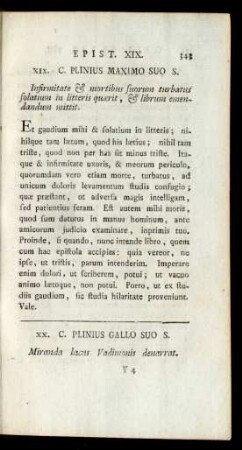 EPIST. XIX. 343
XIX. C. PLINIUS MAXIMO SUO S.
Infirmitate & mortibus suorum turbatus
solatium in litteris quærit, & librum emen-
dandum mittit.
Et gaudium mihi & solatium in litteris; ni-
hilque tam lætum, quod his lætius; nihil tam
triste, quod non per has sit minus triste. Ita-
que & infirmitate uxoris, & meorum periculo,
quorumdam vero etiam morte, turbatus, ad
unicum doloris levamentum studia confugio;
quæ præstant, ut adversa magis intelligam,
sed patientius feram. Est autem mihi moris,
quod sum daturus in manus hominum, ante
amicorum judicio examinare, inprimis tuo.
Proinde, si quando, nunc intende libro, quem
cum hac epistola accipies: quia vereor, ne
ipse, ut tristis, parum intenderim. Imperare
enim dolori, ut scriberem, potui; ut vacuo
animo lætoque, non potui. Porro, ut ex stu-
diis gaudium, sic studia hilaritate proveniunt.
Vale.
XX. C. PLINIUS GALLO SUO S.
Miranda lacus Vadimonis denarrat.
Y 4